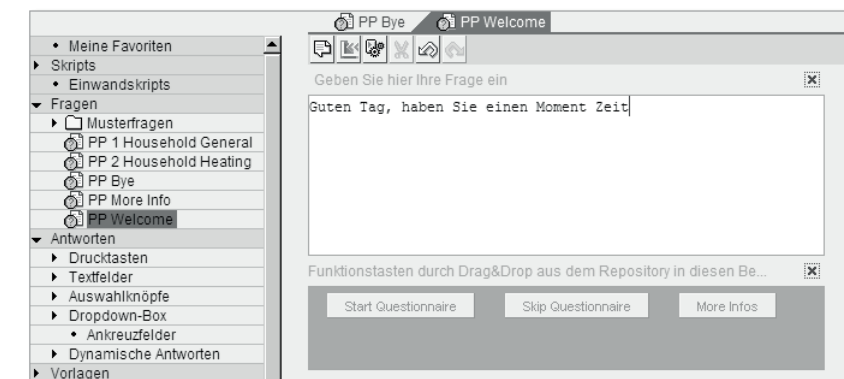 PP Bye
PP Welcome
Meine Favoriten
Skripts
Einwandskripts
Fragen
Musterfragen
PP 1 Household General
PP 2 Household Heating
PP Bye
PP More Info
PP Welcome
Antworten
Drucktasten
Textfelder
Auswahlknöpfe
Dropdown-Box
Ankreuzfelder
Dynamische Antworten
Vorlagen
Geben Sie hier Ihre Frage ein
Guten Tag, haben Sie einen Moment Zeit
Funktionstasten durch Drag&Drop aus dem Repository in diesen Be...
Start Questionnaire
Skip Questionnaire
More Infos